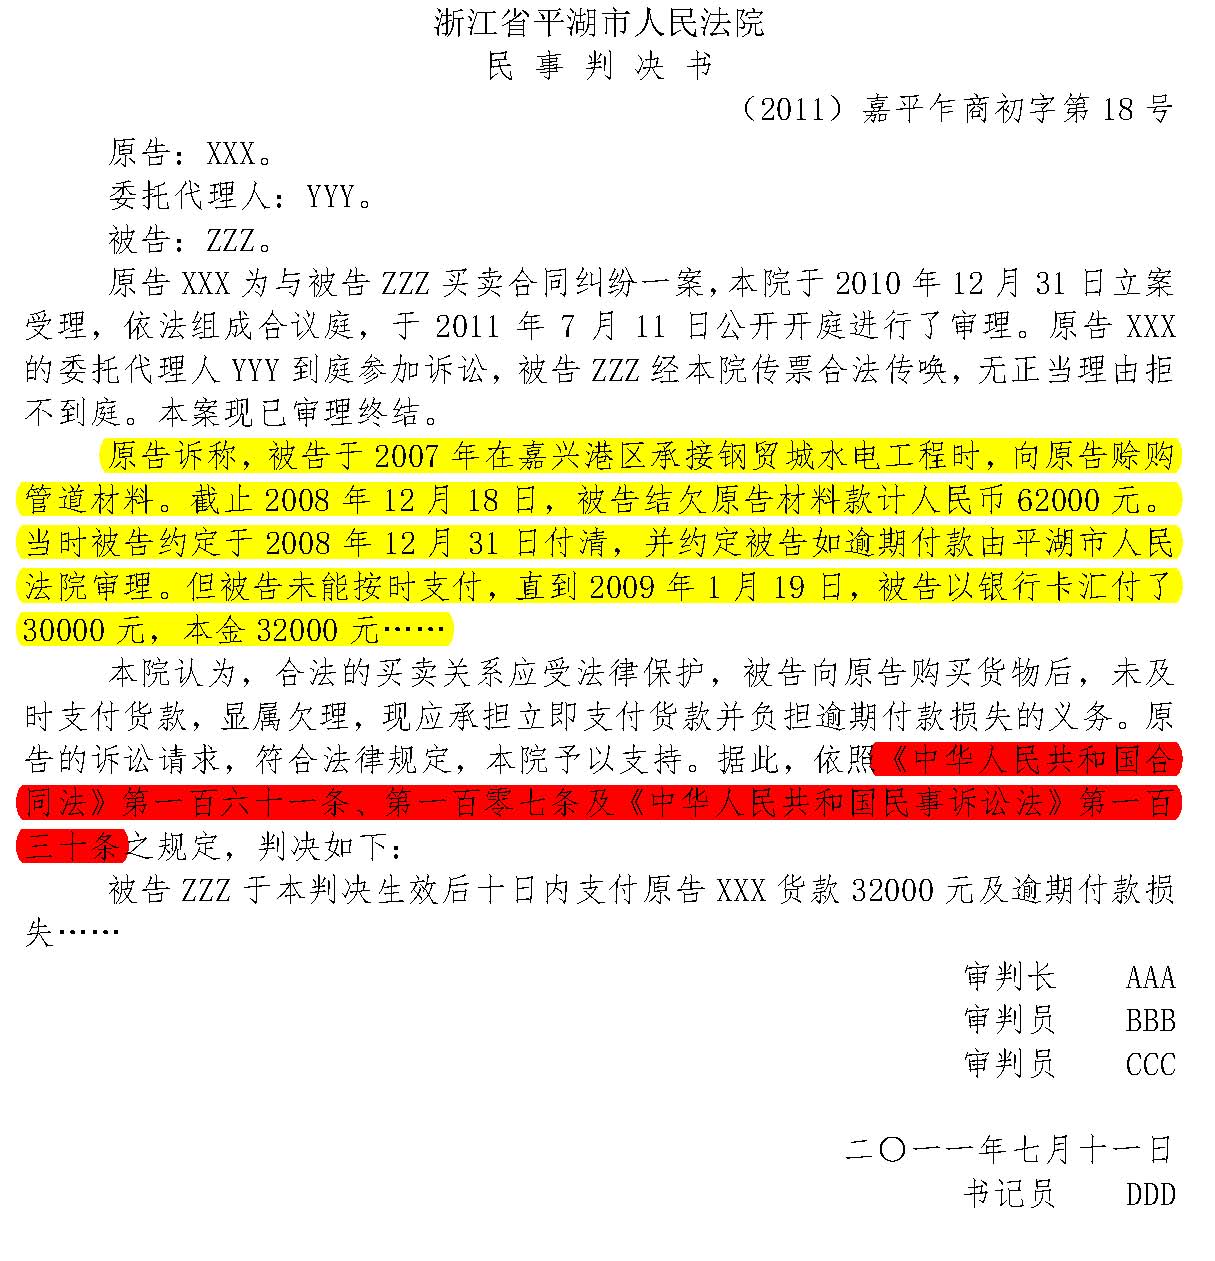 浙江省平湖市人民法院
民 事 判 决 书
（2011）嘉平乍商初字第 18 号
原告：XXX。
委托代理人：YYY。
被告：ZZZ。
原告 XXX 为与被告 ZZZ 买卖合同纠纷一案，本院于 2010 年 12 月 31 日立案
受理，依法组成合议庭，于 2011 年 7 月 11 日公开开庭进行了审理。原告 XXX
的委托代理人 YYY 到庭参加诉讼，被告 ZZZ 经本院传票合法传唤，无正当理由拒
不到庭。本案现已审理终结。
原告诉称，被告于 2007 年在嘉兴港区承接钢贸城水电工程时，向原告赊购
管道材料。截止 2008 年 12 月 18 日，被告结欠原告材料款计人民币 62000 元。
当时被告约定于 2008 年 12 月 31 日付清，并约定被告如逾期付款由平湖市人民
法院审理。但被告未能按时支付，直到 2009 年 1 月 19 日，被告以银行卡汇付了
30000 元，本金 32000 元……
本院认为，合法的买卖关系应受法律保护，被告向原告购买货物后，未及
时支付货款，显属欠理，现应承担立即支付货款并负担逾期付款损失的义务。原
告的诉讼请求，符合法律规定，本院予以支持。据此，依照《中华人民共和国合
同法》第一百六十一条、第一百零七条及《中华人民共和国民事诉讼法》第一百
三十条之规定，判决如下：
被告 ZZZ 于本判决生效后十日内支付原告 XXX 货款 32000 元及逾期付款损
失……
审判长 AAA
审判员 BBB
审判员 CCC
二〇一一年七月十一日
书记员 DDD